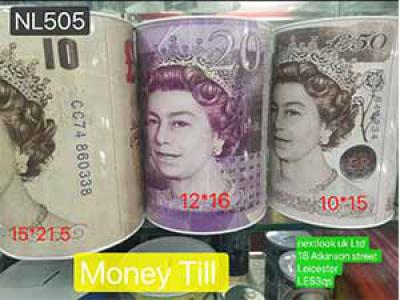 NL505
10
CC74 860338
£
20
£50
15*21.5
12*16
10*15
Money Till
nextlook uk Ltd
18 Atkinson street
Leicester
LE53qs